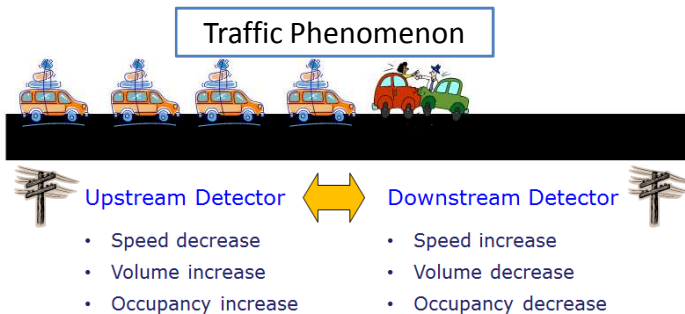 Traffic Phenomenon
Upstream Detector
• Speed decrease
• Volume increase
• Occupancy increase
Downstream Detector
• Speed increase
• Volume decrease
• Occupancy decrease